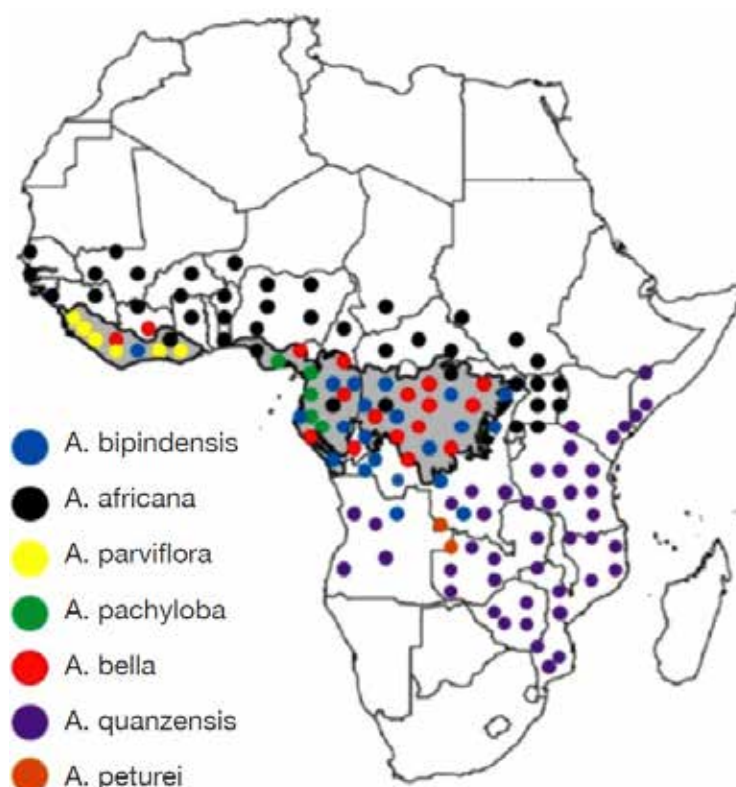 A. bipindensis
A. africana
A. parviflora
A. pachyloba
A. bella
A. quanzensis
A. peturei